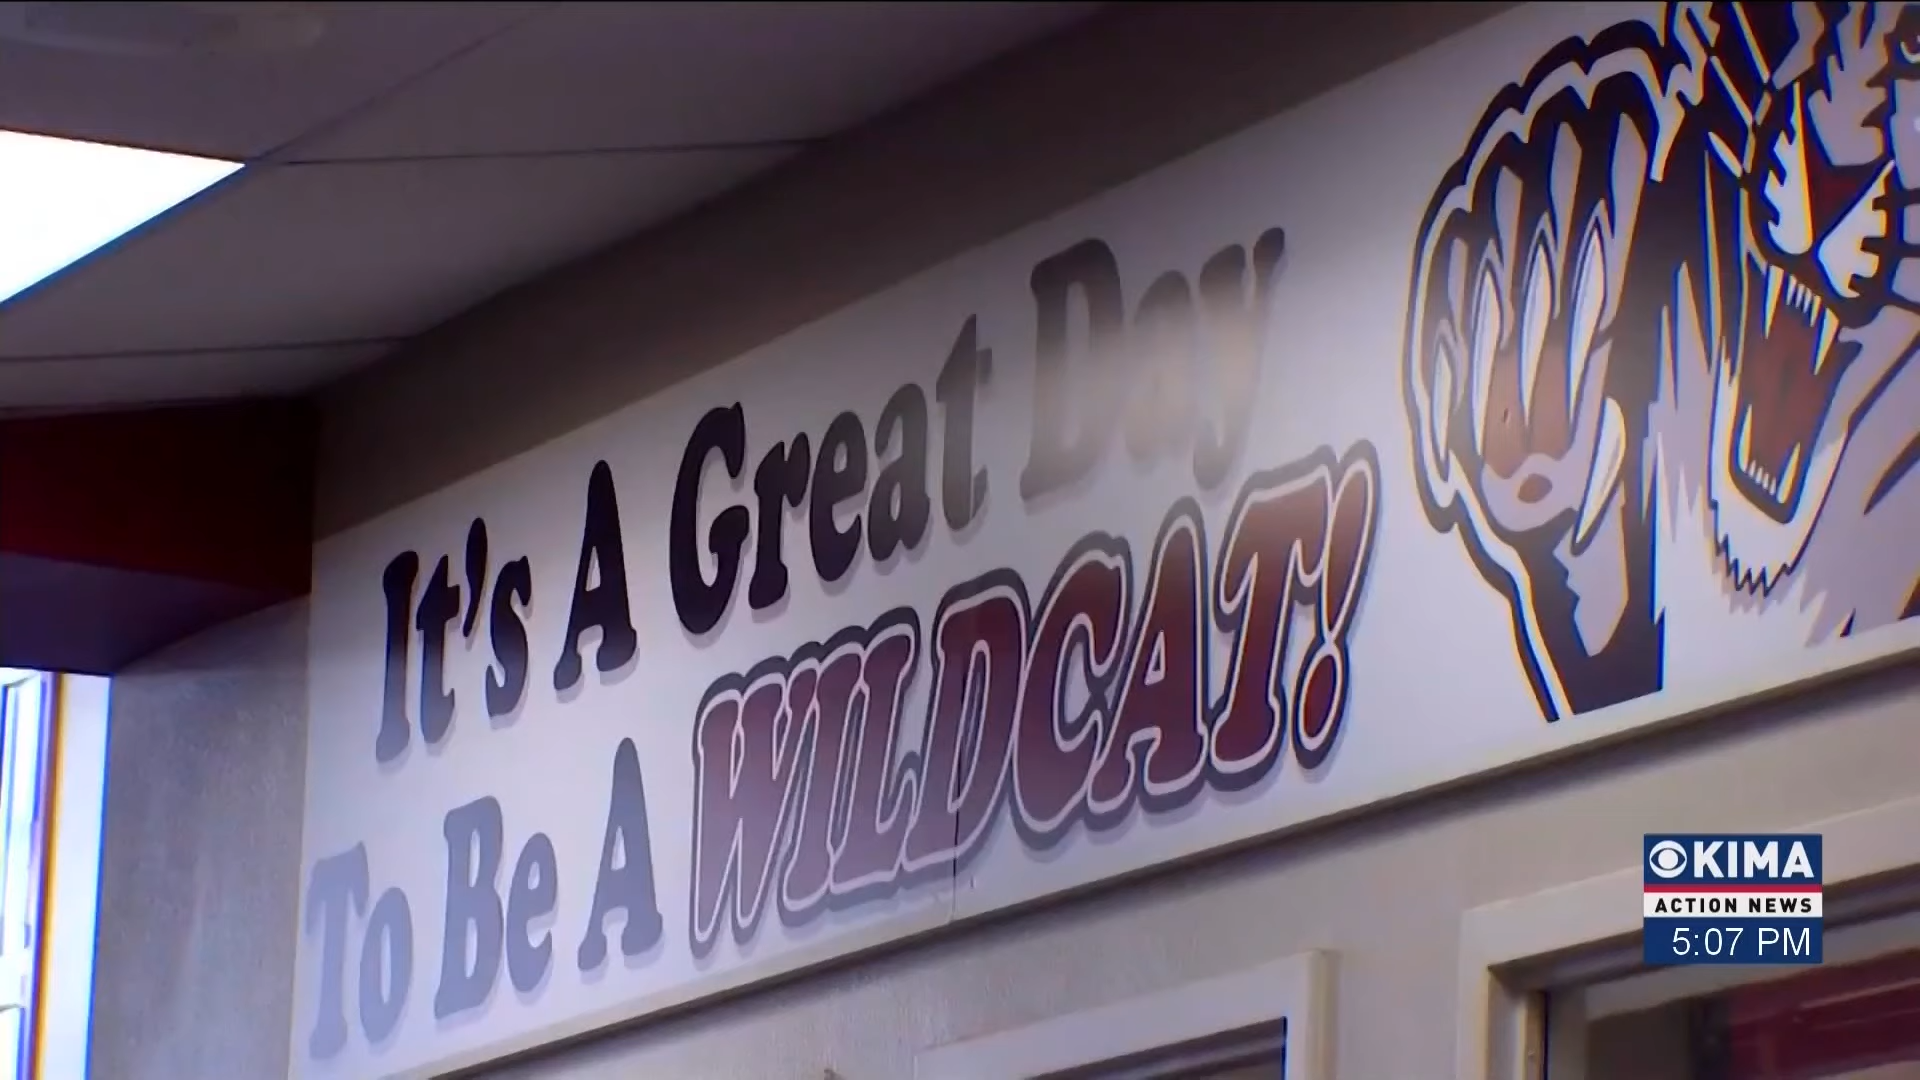 It's A Great Day
To Be A WILDCAT!
KIMA
ACTION NEWS
5:07 PM